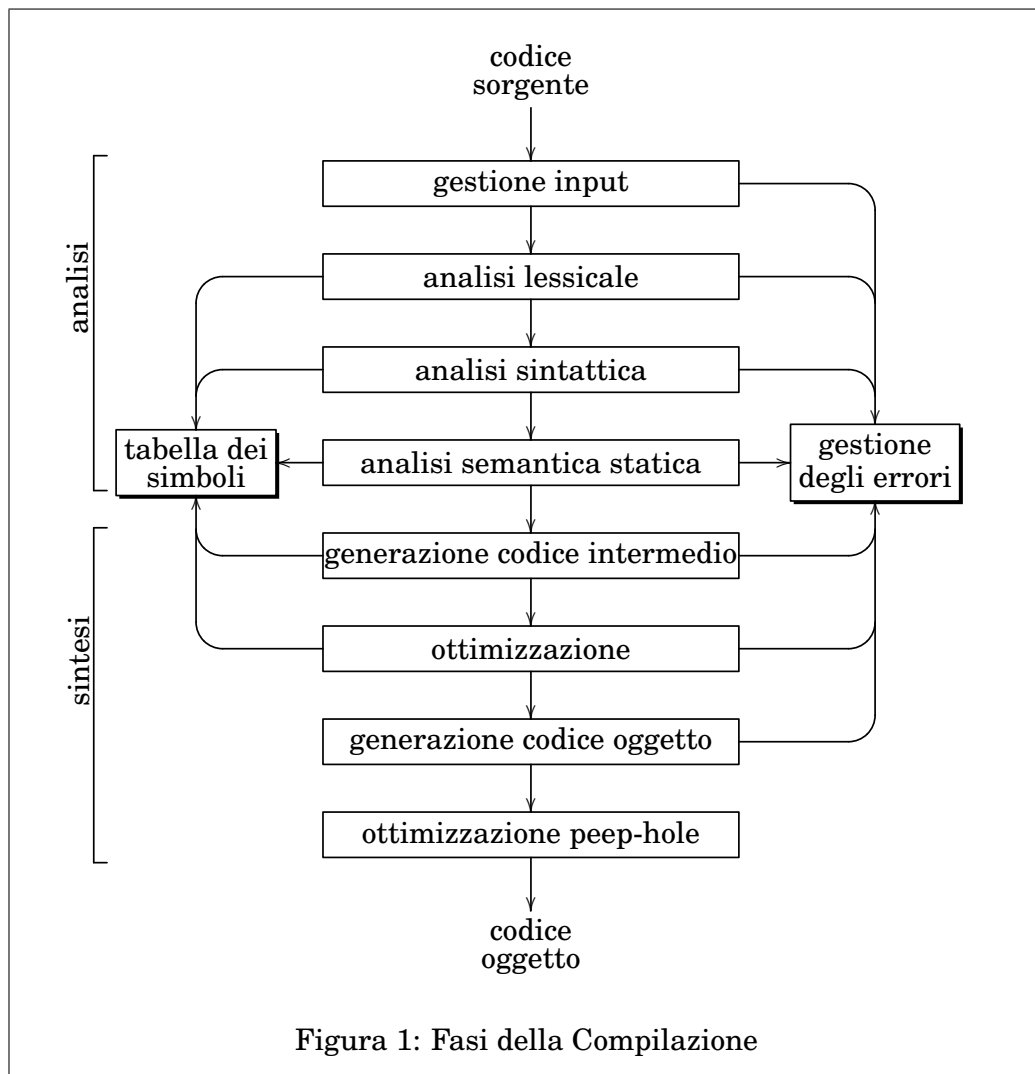 codice
sorgente
gestione input
analisi
analisi lessicale
analisi sintattica
tabella dei
simboli
analisi semantica statica
gestione
degli errori
generazione codice intermedio
sintesi
ottimizzazione
generazione codice oggetto
ottimizzazione peep-hole
codice
oggetto
Figura 1: Fasi della Compilazione